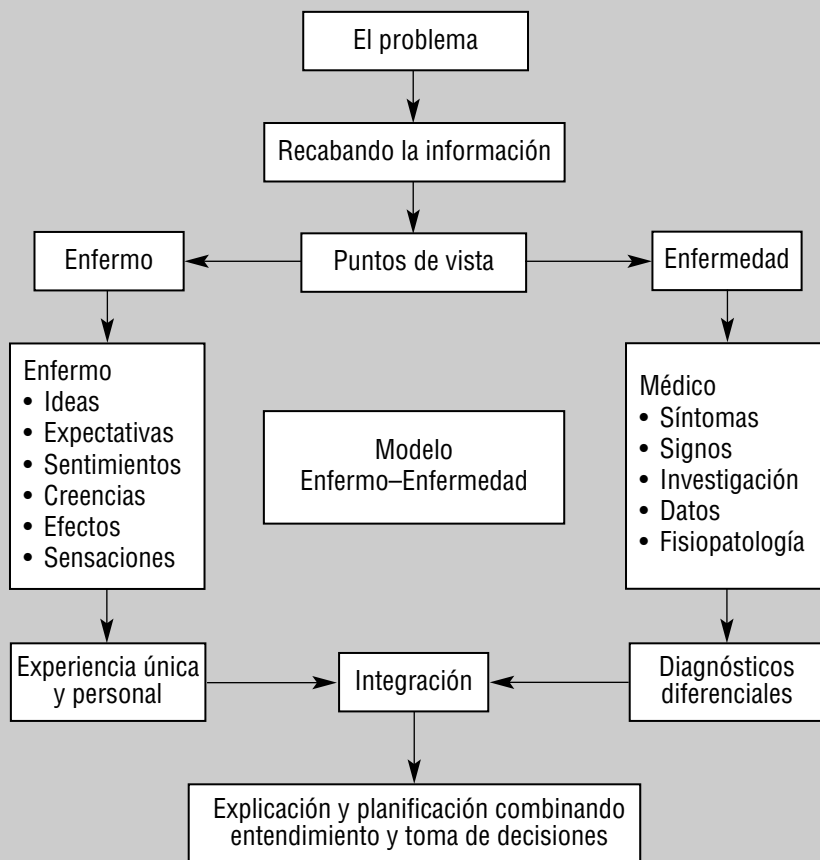 El problema
Recabando la información
Enfermo
Puntos de vista
Enfermedad
Enfermo
• Ideas
• Expectativas
• Sentimientos
• Creencias
• Efectos
• Sensaciones
Modelo
Enfermo–Enfermedad
Médico
• Síntomas
• Signos
• Investigación
• Datos
• Fisiopatología
Experiencia única
y personal
Integración
Diagnósticos
diferenciales
Explicación y planificación combinando
entendimiento y toma de decisiones